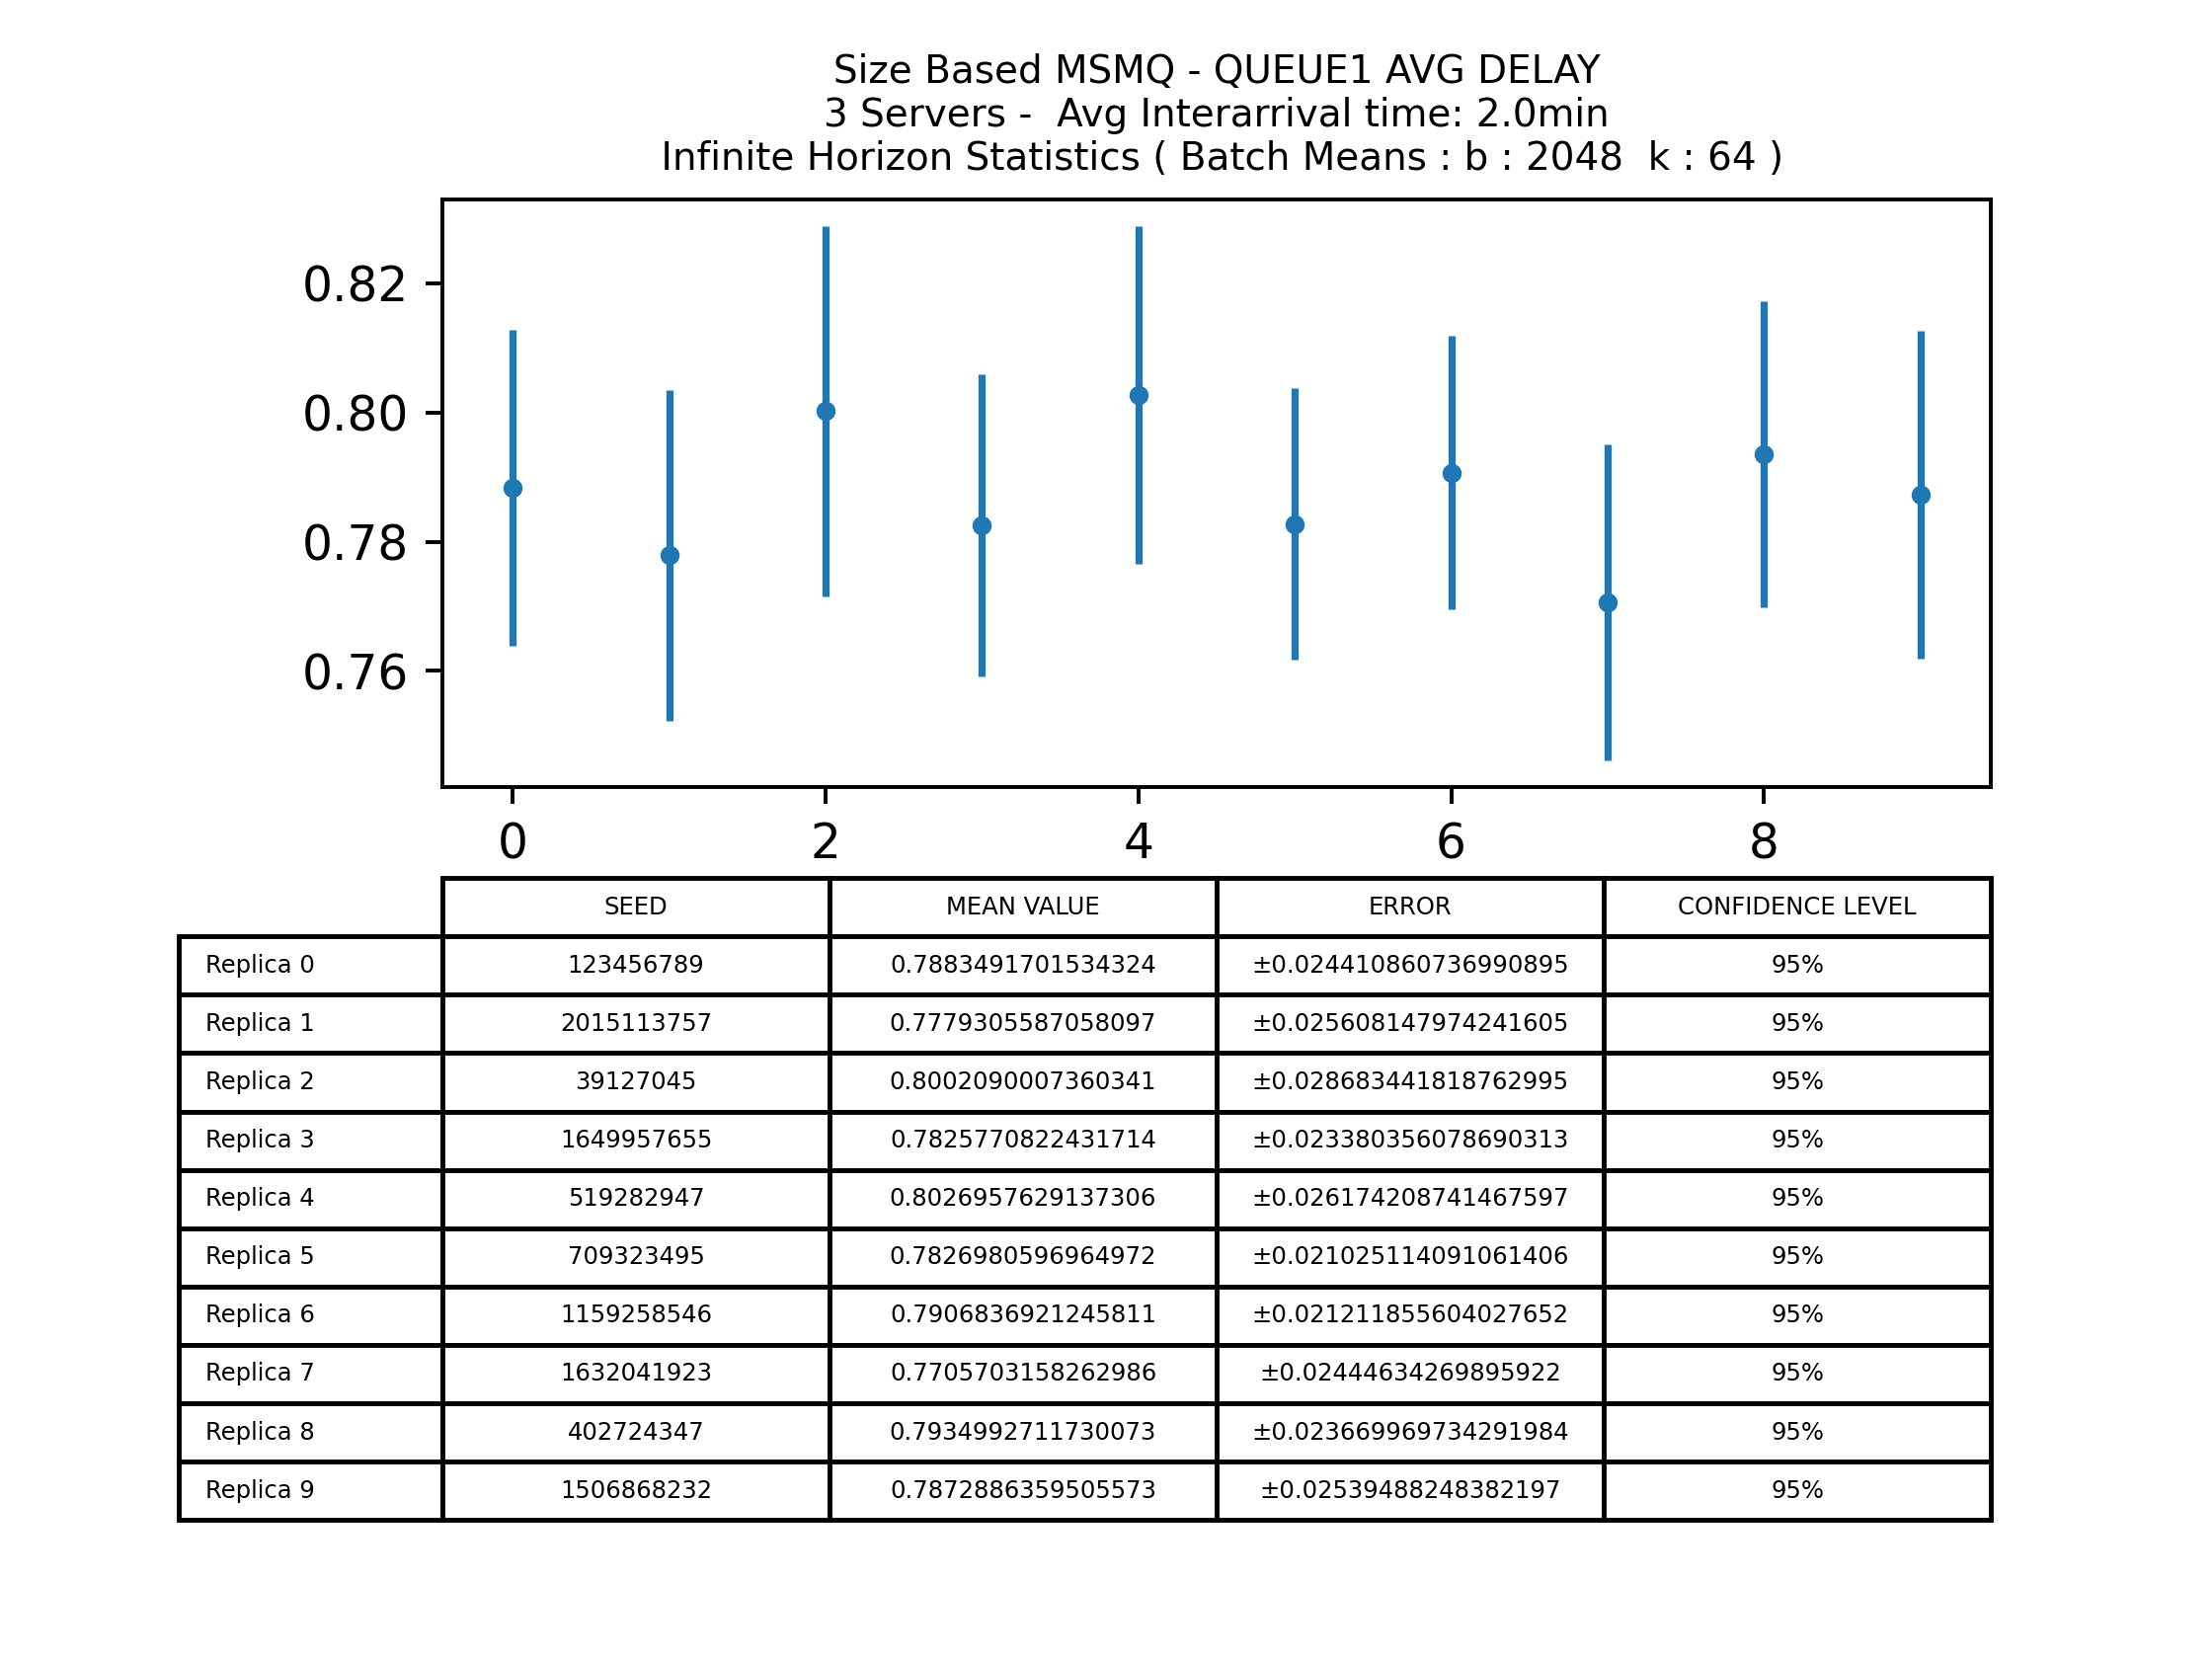 Size Based MSMQ - QUEUE1 AVG DELAY
3 Servers -  Avg Interarrival time: 2.0min
Infinite Horizon Statistics ( Batch Means : b : 2048  k : 64 )
0.82
0.80
0.78
0.76
0 2 4 6 8
SEED MEAN VALUE ERROR CONFIDENCE LEVEL
Replica 0 123456789 0.7883491701534324 ±0.024410860736990895 95%
Replica 1 2015113757 0.7779305587058097 ±0.025608147974241605 95%
Replica 2 39127045 0.8002090007360341 ±0.028683441818762995 95%
Replica 3 1649957655 0.7825770822431714 ±0.023380356078690313 95%
Replica 4 519282947 0.8026957629137306 ±0.026174208741467597 95%
Replica 5 709323495 0.7826980596964972 ±0.021025114091061406 95%
Replica 6 1159258546 0.7906836921245811 ±0.021211855604027652 95%
Replica 7 1632041923 0.7705703158262986 ±0.02444634269895922 95%
Replica 8 402724347 0.7934992711730073 ±0.023669969734291984 95%
Replica 9 1506868232 0.7872886359505573 ±0.02539488248382197 95%